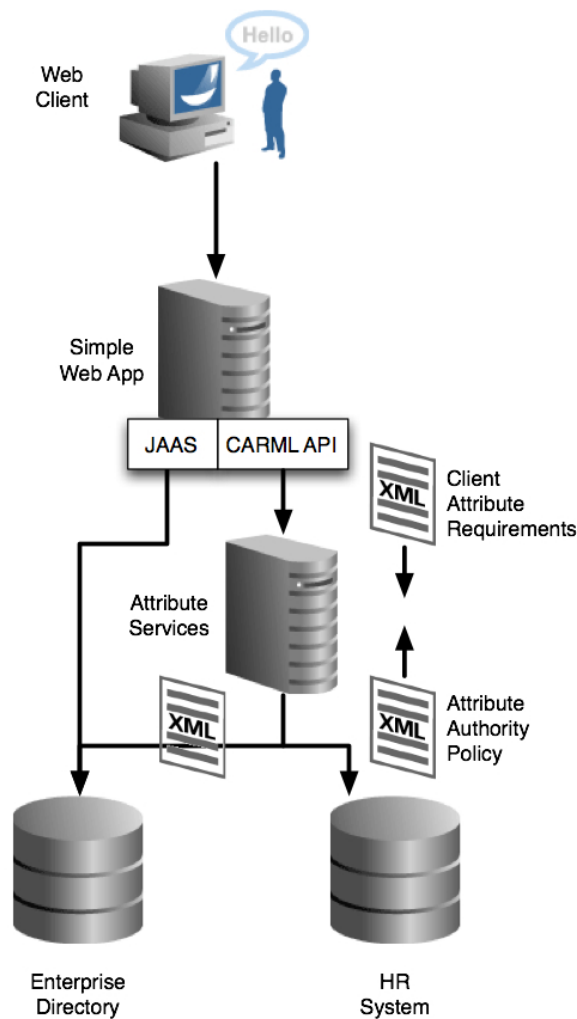 Hello
Web
Client
Simple
Web App
JAAS
CARML API
XML
Client
Attribute
Requirements
Attribute
Services
XML
XML
Attribute
Authority
Policy
Enterprise
Directory
HR
System